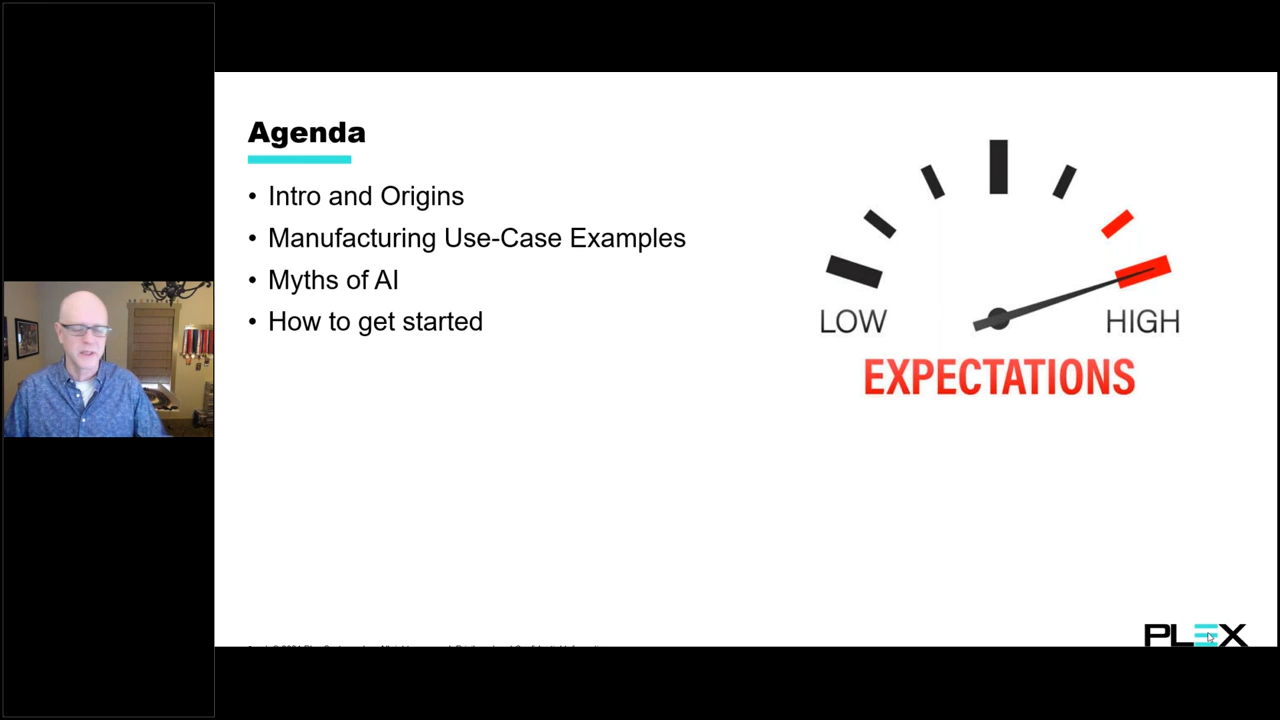 Agenda
• Intro and Origins
• Manufacturing Use-Case Examples
• Myths of AI
• How to get started
LOW
HIGH
EXPECTATIONS
PLEX